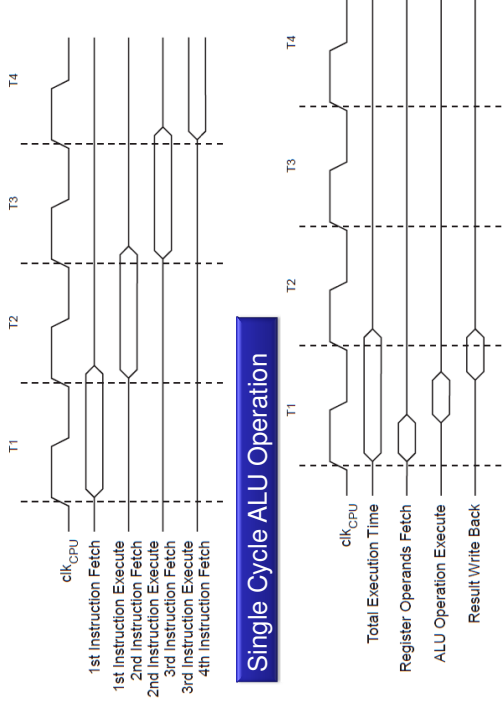 T1 T2 T3 T4
clkCPU
1st Instruction Fetch
1st Instruction Execute
2nd Instruction Fetch
2nd Instruction Execute
3rd Instruction Fetch
3rd Instruction Execute
4th Instruction Fetch
Single Cycle ALU Operation
T1 T2 T3 T4
clkCPU
Total Execution Time
Register Operands Fetch
ALU Operation Execute
Result Write Back